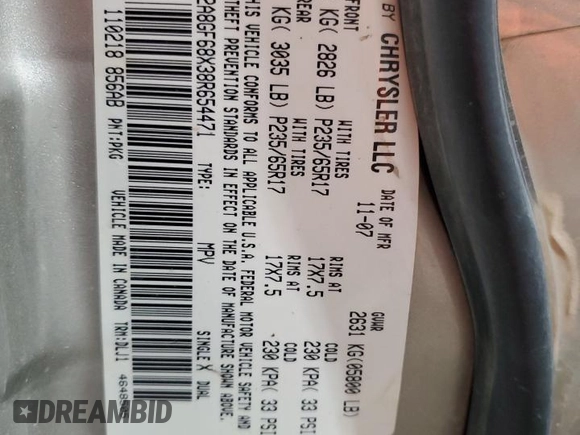 BY CHRYSLER LLC DATE OF MFR 11-07 GVWR 2631 KG(05800 LB)
FRONT WITH TIRES RIMS AT COLD
KG( 2826 LB) P235/65R17 17X7.5 230 KPA( 33 PSI
REAR WITH TIRES RIMS AT COLD
KG( 3035 LB) P235/65R17 17X7.5 230 KPA( 33 PSI
THIS VEHICLE CONFORMS TO ALL APPLICABLE U.S.A. FEDERAL MOTOR VEHICLE SAFETY AND
THEFT PREVENTION STANDARDS IN EFFECT ON THE DATE OF MANUFACTURE SHOWN ABOVE.
2A8GF68X38R654471 TYPE: MPV SINGLE X DUAL
110218 856AB PNT:PKG VEHICLE MADE IN CANADA TRM:DLJ1
DREAMBID